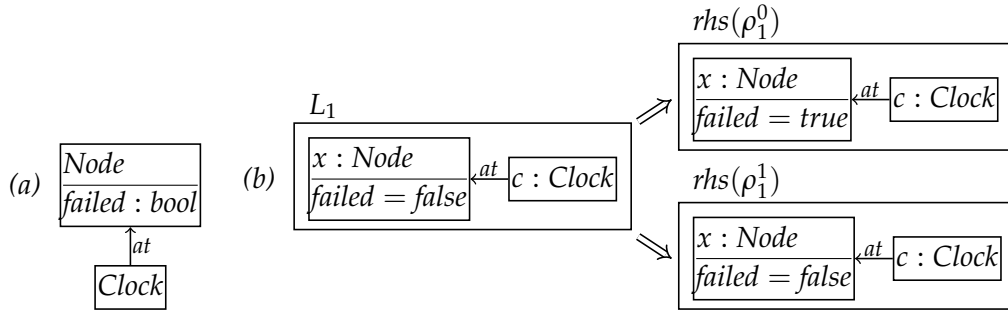 (a)
Node
failed : bool
at
Clock
(b)
L₁
x : Node
failed = false
at
c : Clock
rhs(ρ₁⁰)
x : Node
failed = true
at
c : Clock
rhs(ρ₁¹)
x : Node
failed = false
at
c : Clock